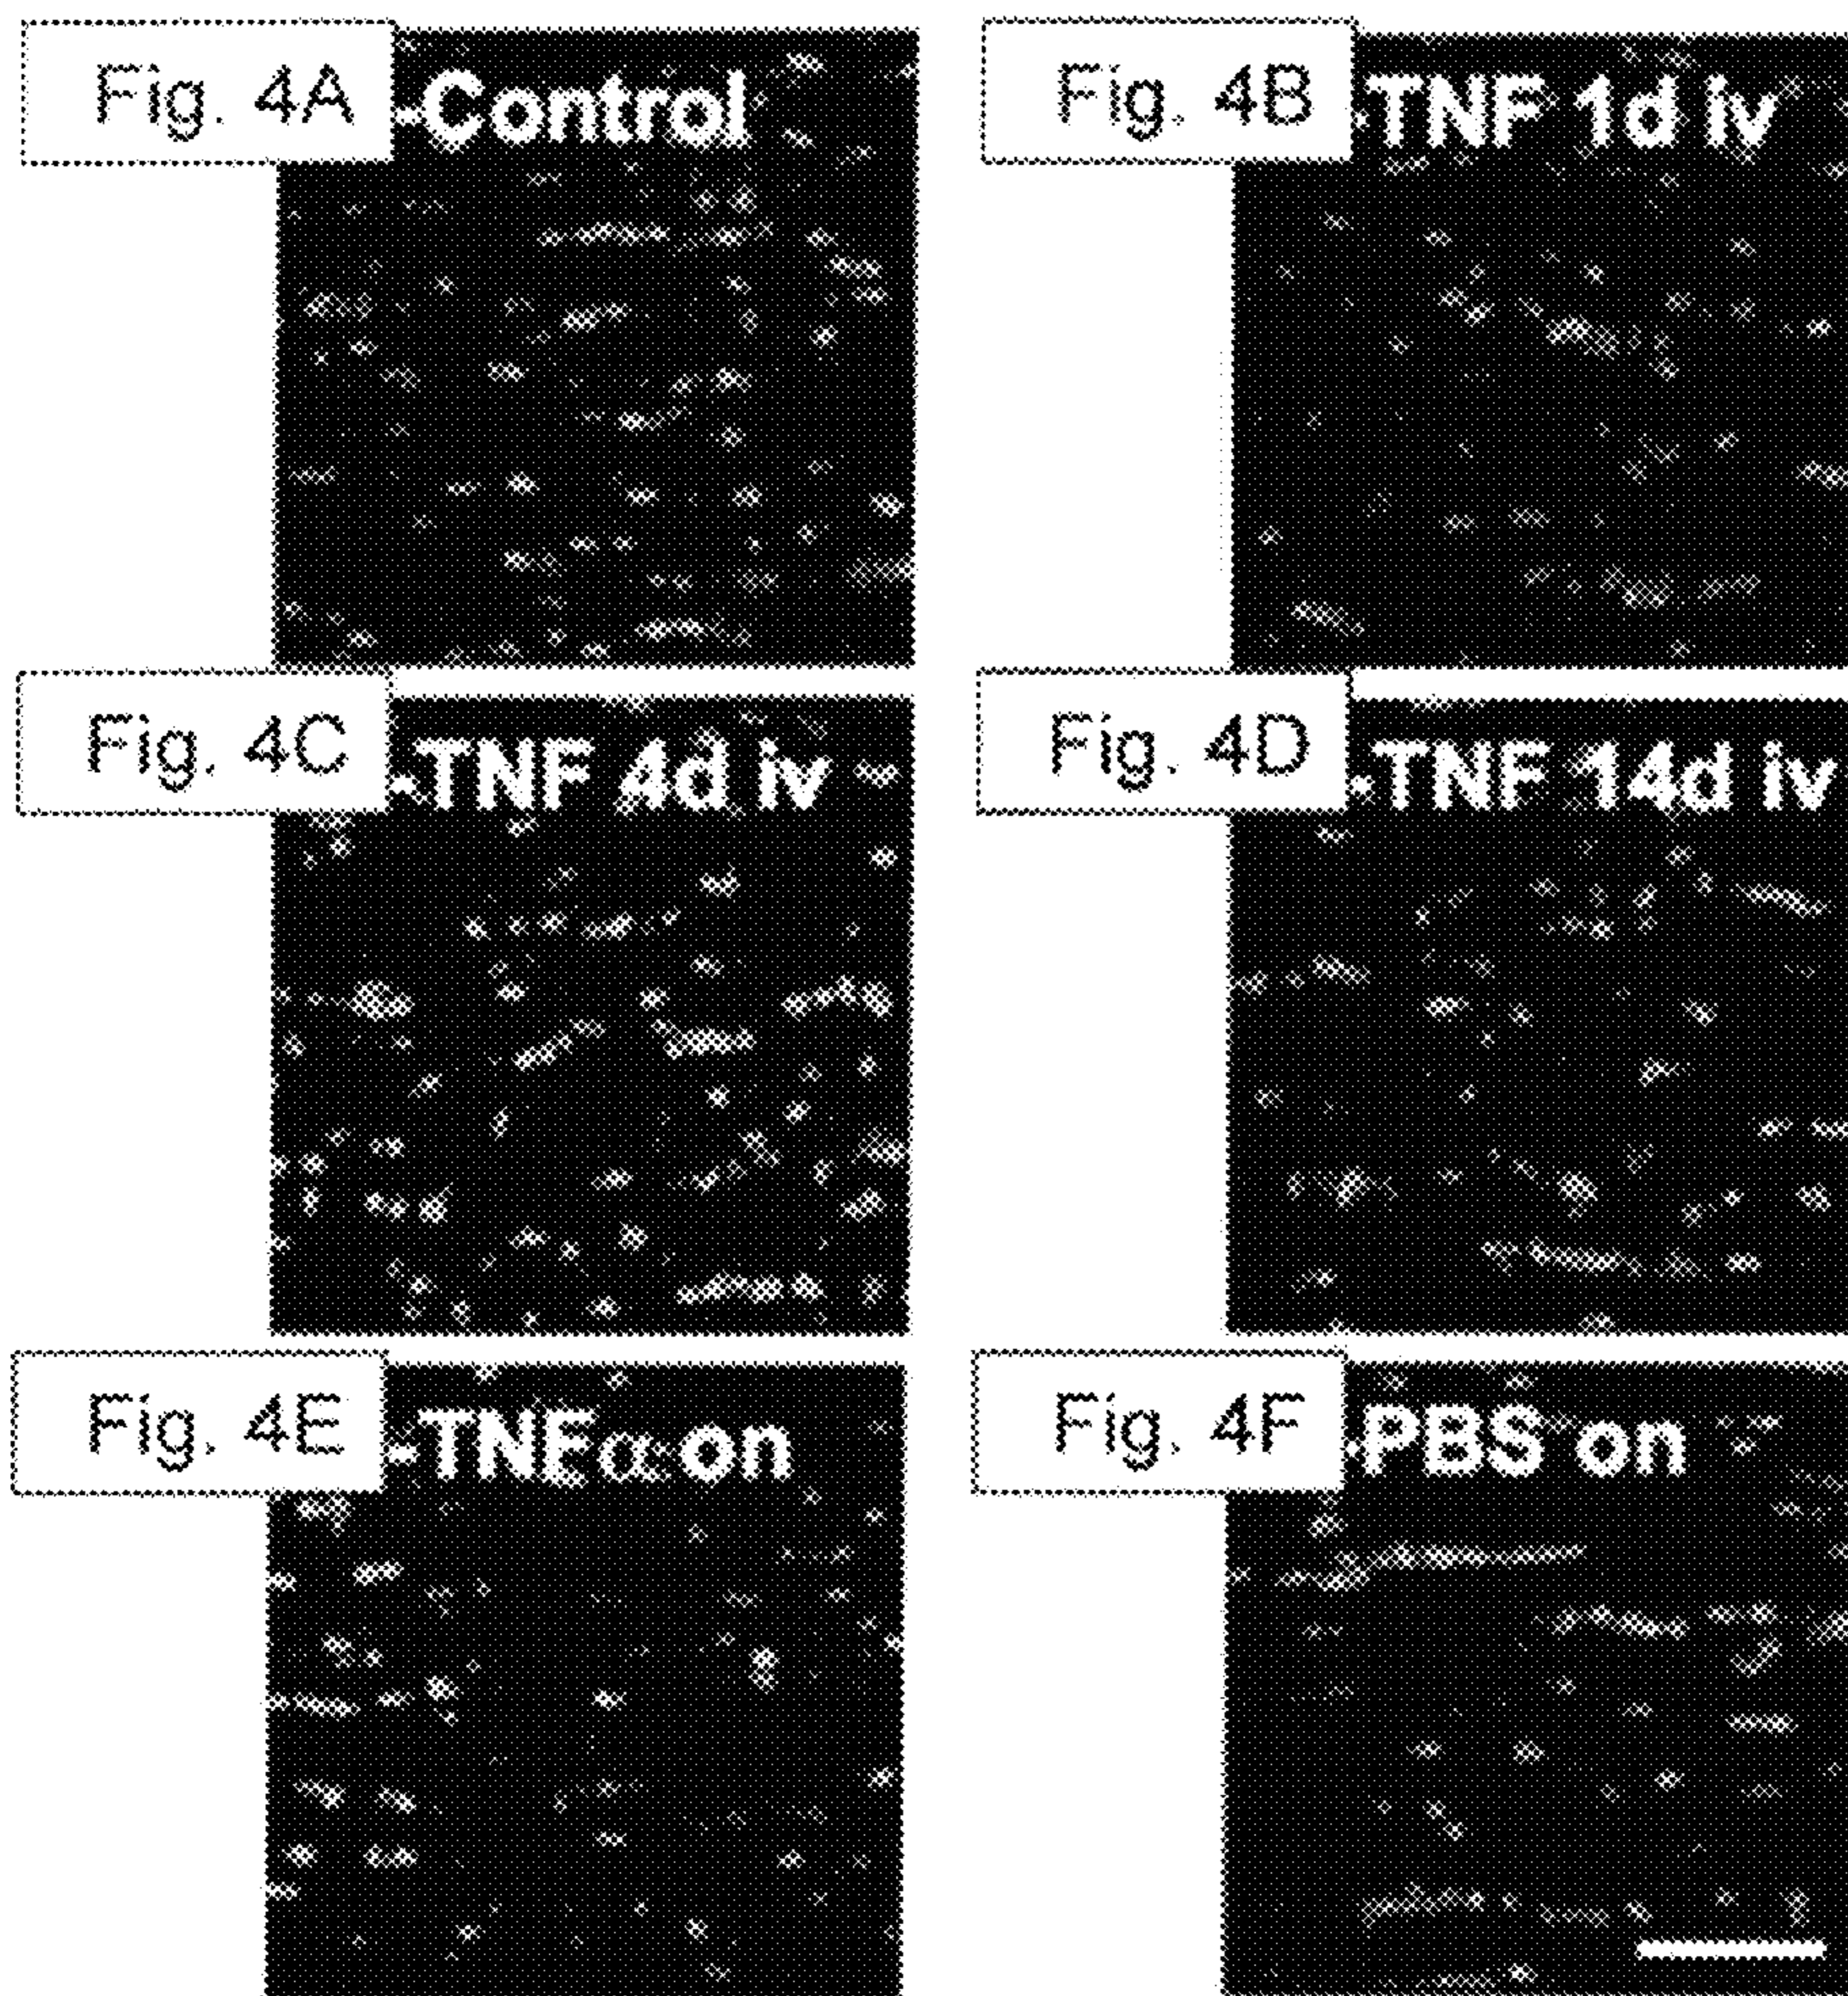 Fig. 4A -Control
Fig. 4B -TNF 1d iv
Fig. 4C -TNF 4d iv
Fig. 4D -TNF 14d iv
Fig. 4E -TNFα on
Fig. 4F -PBS on